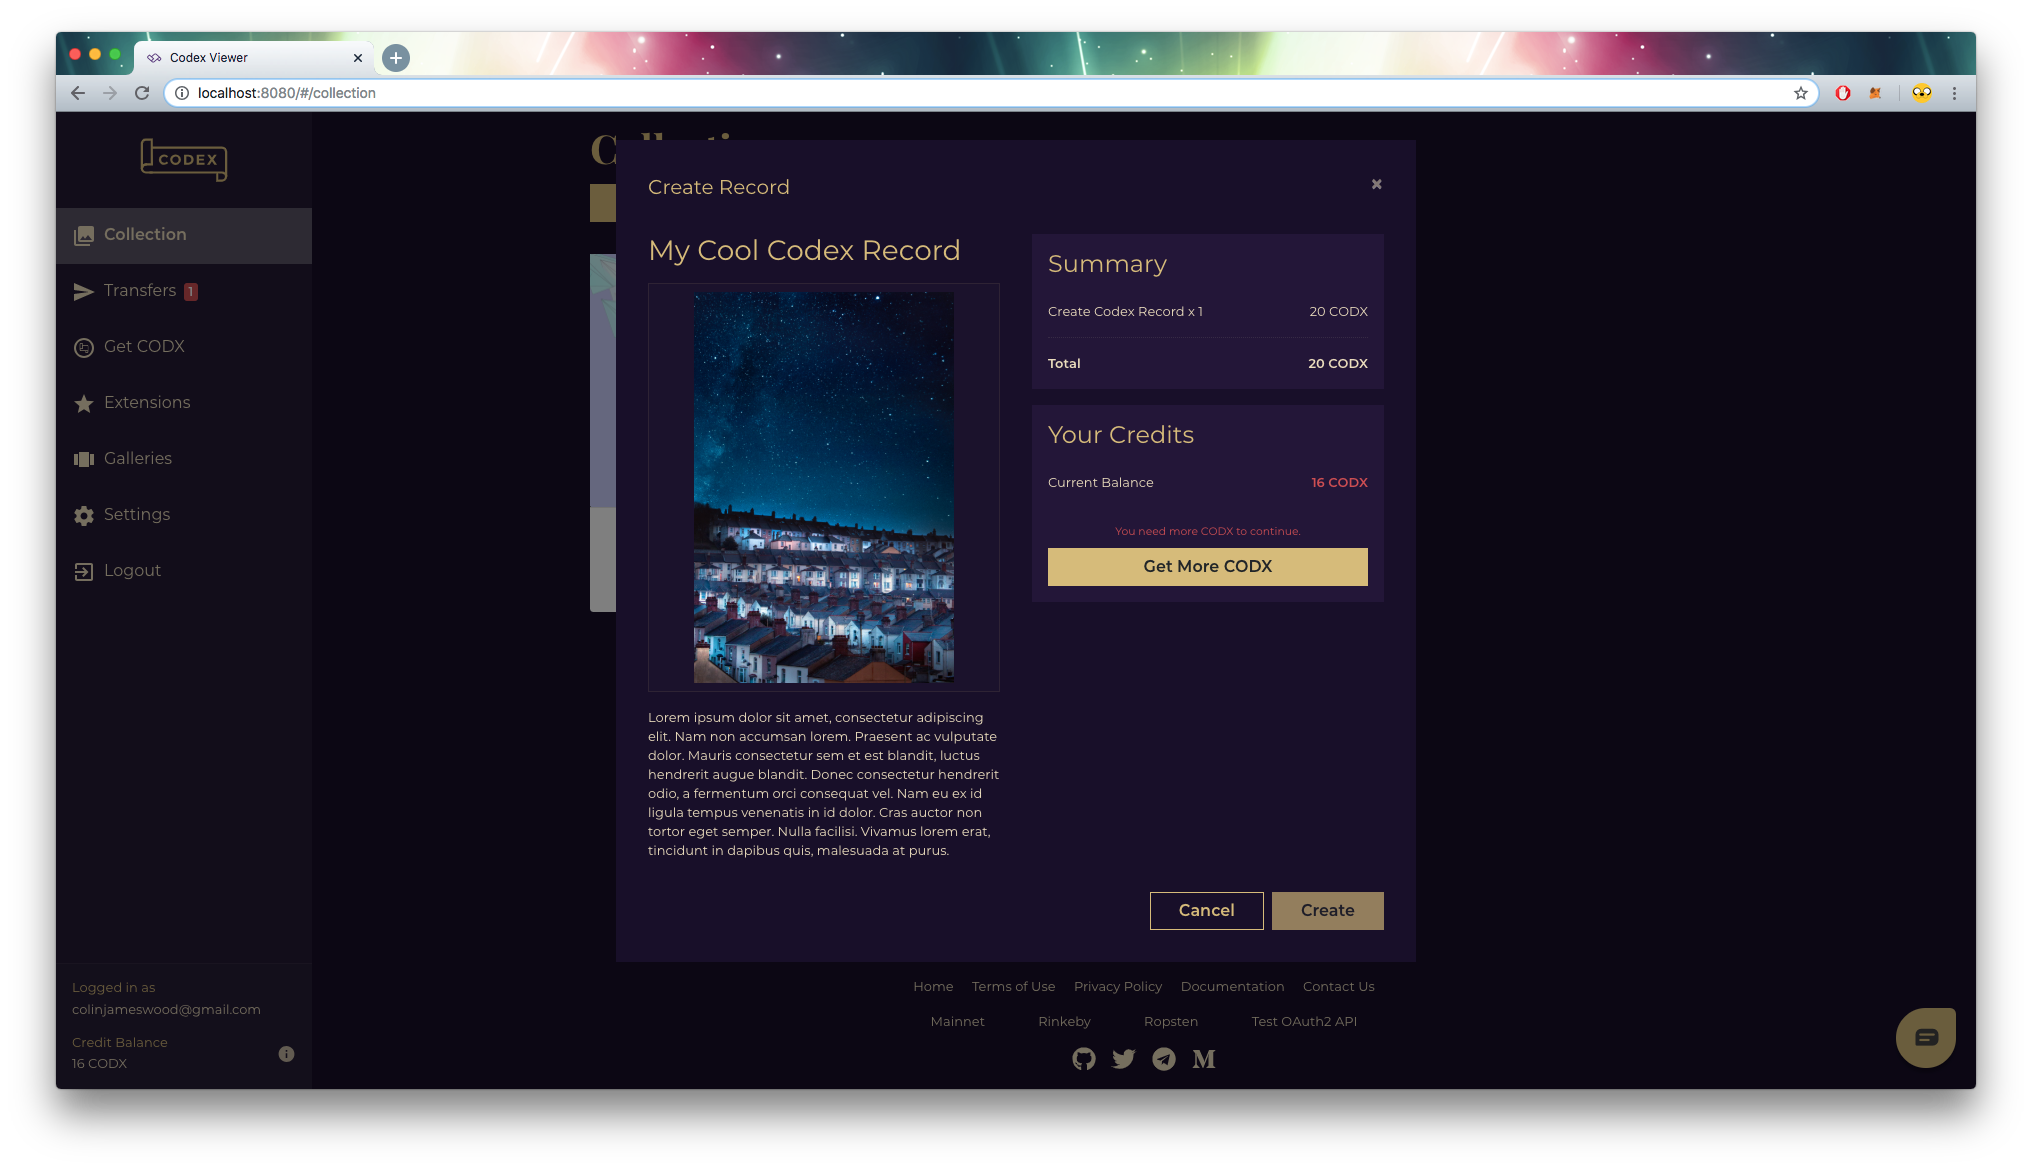 Codex Viewer
localhost:8080/#/collection
CODEX
Collection
Transfers 1
Get CODX
Extensions
Galleries
Settings
Logout
Logged in as
colinjameswood@gmail.com
Credit Balance
16 CODX
Create Record
My Cool Codex Record
Lorem ipsum dolor sit amet, consectetur adipiscing
elit. Nam non accumsan lorem. Praesent ac vulputate
dolor. Mauris consectetur sem et est blandit, luctus
hendrerit augue blandit. Donec consectetur hendrerit
odio, a fermentum orci consequat vel. Nam eu ex id
ligula tempus venenatis in id dolor. Cras auctor non
tortor eget semper. Nulla facilisi. Vivamus lorem erat,
tincidunt in dapibus quis, malesuada at purus.
Summary
Create Codex Record x 1 20 CODX
Total 20 CODX
Your Credits
Current Balance 16 CODX
You need more CODX to continue.
Get More CODX
Cancel Create
Home Terms of Use Privacy Policy Documentation Contact Us
Mainnet Rinkeby Ropsten Test OAuth2 API